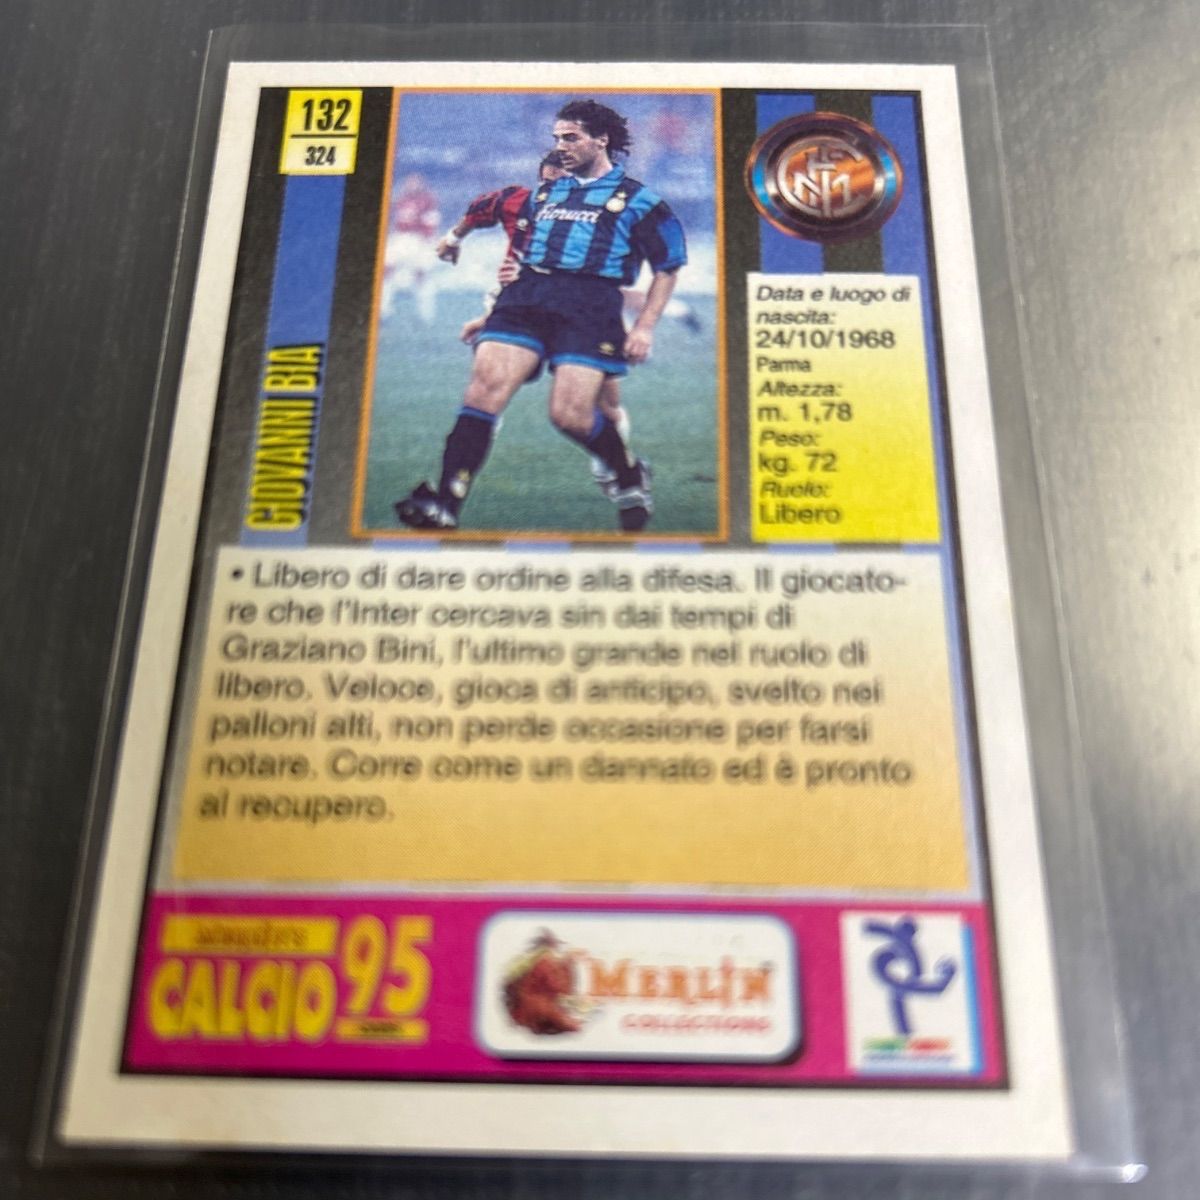 132
324
GIOVANNI BIA
Fiorucci
Data e luogo di
nascita:
24/10/1968
Parma
Altezza:
m. 1,78
Peso:
kg. 72
Ruolo:
Libero
• Libero di dare ordine alla difesa. Il giocato-
re che l'Inter cercava sin dai tempi di
Graziano Bini, l'ultimo grande nel ruolo di
libero. Veloce, gioca di anticipo, svelto nei
palloni alti, non perde occasione per farsi
notare. Corre come un dannato ed è pronto
al recupero.
CALCIO 95
MERLIN
COLLECTIONS